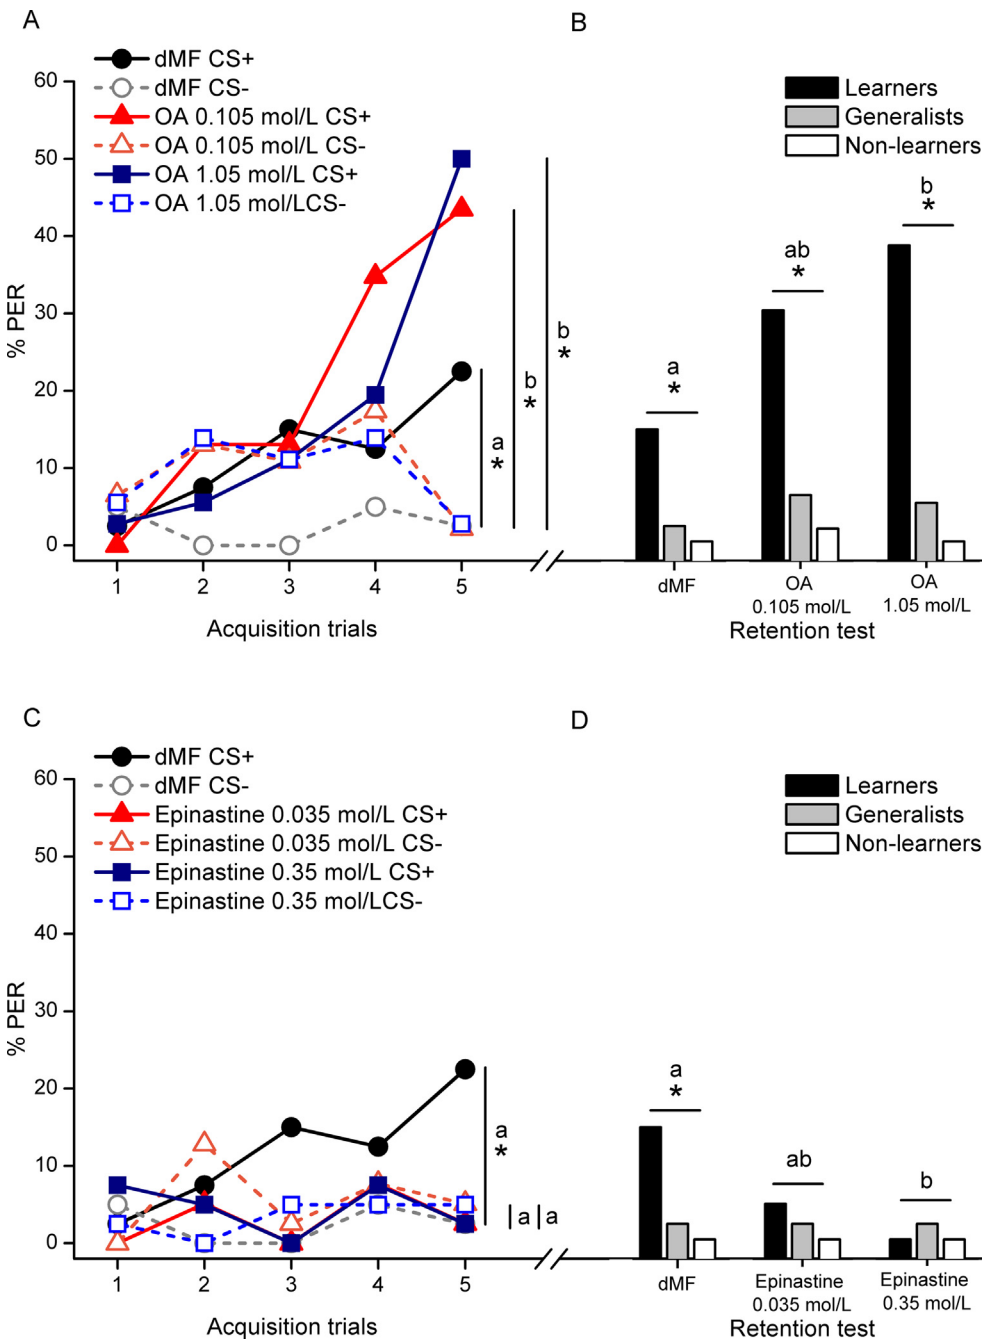 A
dMF CS+
dMF CS-
OA 0.105 mol/L CS+
OA 0.105 mol/L CS-
OA 1.05 mol/L CS+
OA 1.05 mol/LCS-
60
50
40
30
20
10
0
% PER
a
*
b
*
b
*
1 2 3 4 5
Acquisition trials
B
Learners
Generalists
Non-learners
a
*
ab
*
b
*
dMF
OA
0.105 mol/L
OA
1.05 mol/L
Retention test
C
dMF CS+
dMF CS-
Epinastine 0.035 mol/L CS+
Epinastine 0.035 mol/L CS-
Epinastine 0.35 mol/L CS+
Epinastine 0.35 mol/LCS-
60
50
40
30
20
10
0
% PER
a
*
a a
1 2 3 4 5
Acquisition trials
D
Learners
Generalists
Non-learners
a
*
ab
b
dMF
Epinastine
0.035 mol/L
Epinastine
0.35 mol/L
Retention test